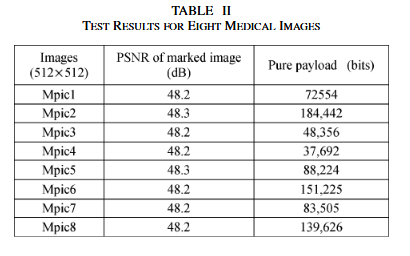 TABLE II
TEST RESULTS FOR EIGHT MEDICAL IMAGES
Images (512×512) PSNR of marked image (dB) Pure payload (bits)
Mpic1 48.2 72554
Mpic2 48.3 184,442
Mpic3 48.2 48,356
Mpic4 48.2 37,692
Mpic5 48.3 88,224
Mpic6 48.2 151,225
Mpic7 48.2 83,505
Mpic8 48.2 139,626